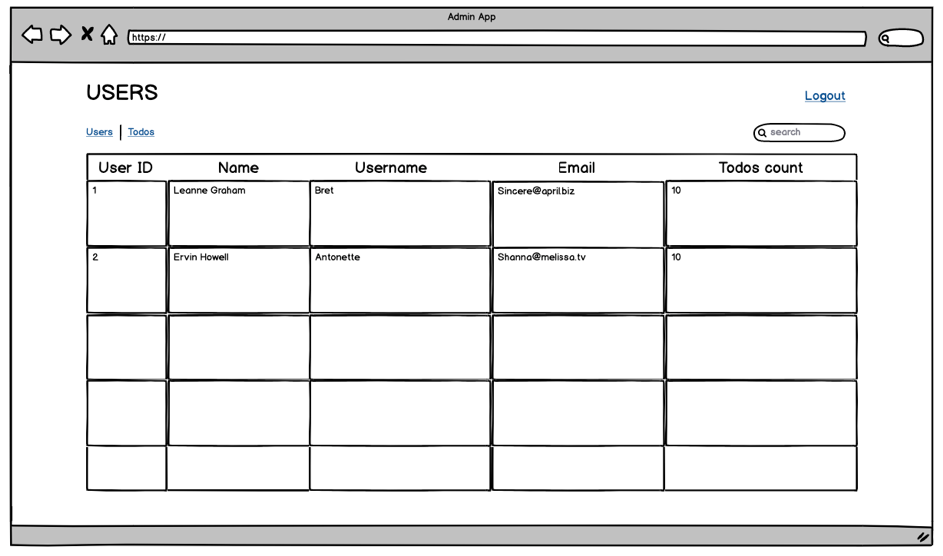 Admin App
https://
USERS
Logout
Users | Todos
search
User ID Name Username Email Todos count
1 Leanne Graham Bret Sincere@april.biz 10
2 Ervin Howell Antonette Shanna@melissa.tv 10